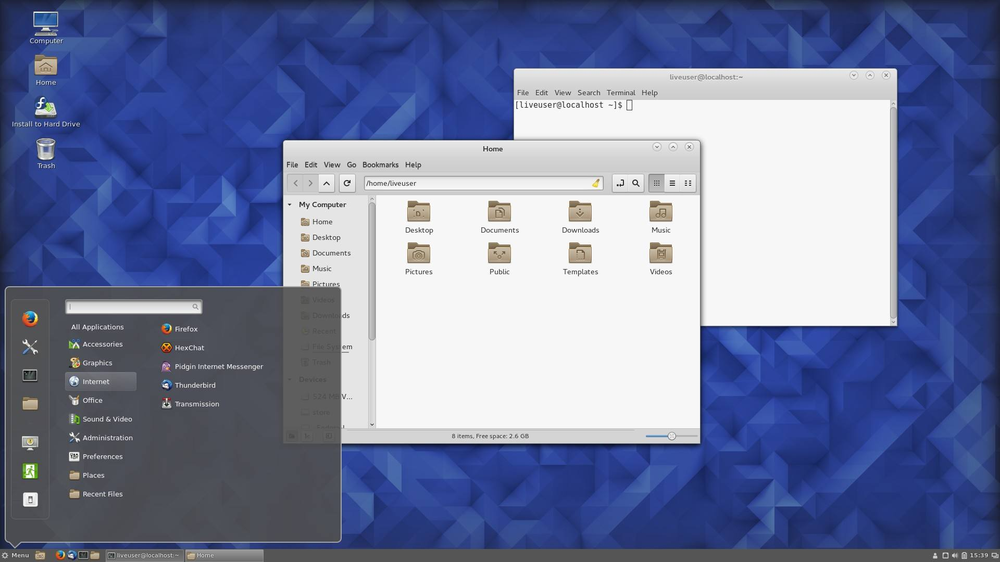 Computer
Home
Install to Hard Drive
Trash
liveuser@localhost:~
File Edit View Search Terminal Help
[liveuser@localhost ~]$
Home
File Edit View Go Bookmarks Help
/home/liveuser
My Computer
Home
Desktop
Documents
Music
Pictures
Videos
Downloads
Recent
File System
Trash
Devices
524 MB V...
store
Desktop Documents Downloads Music
Pictures Public Templates Videos
8 items, Free space: 2.6 GB
All Applications
Accessories
Graphics
Internet
Office
Sound & Video
Administration
Preferences
Places
Recent Files
Firefox
HexChat
Pidgin Internet Messenger
Thunderbird
Transmission
Menu liveuser@localhost:~ Home 15:39